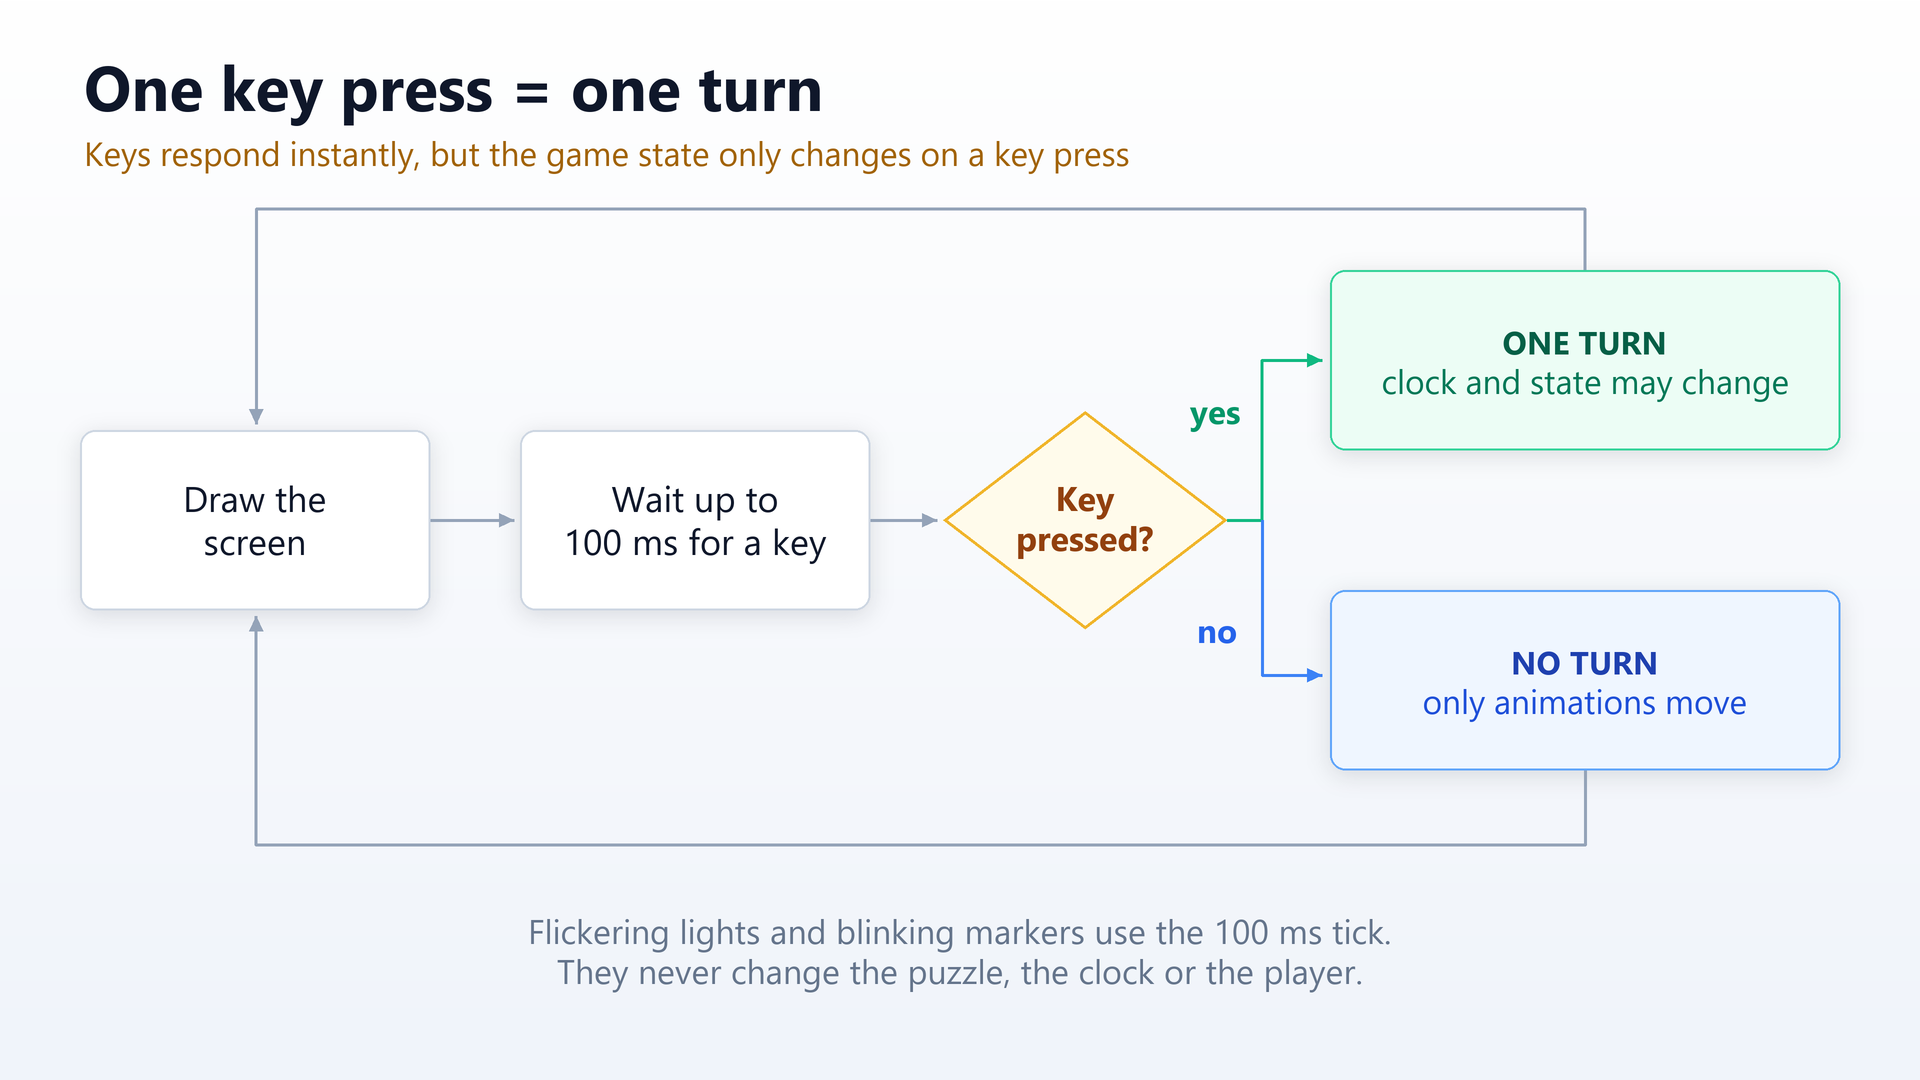 One key press = one turn
Keys respond instantly, but the game state only changes on a key press
Draw the
screen
Wait up to
100 ms for a key
Key
pressed?
yes
no
ONE TURN
clock and state may change
NO TURN
only animations move
Flickering lights and blinking markers use the 100 ms tick.
They never change the puzzle, the clock or the player.